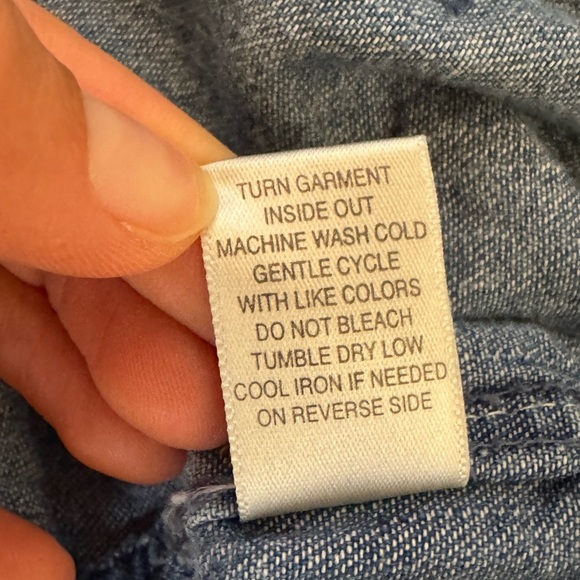 TURN GARMENT
INSIDE OUT
MACHINE WASH COLD
GENTLE CYCLE
WITH LIKE COLORS
DO NOT BLEACH
TUMBLE DRY LOW
COOL IRON IF NEEDED
ON REVERSE SIDE